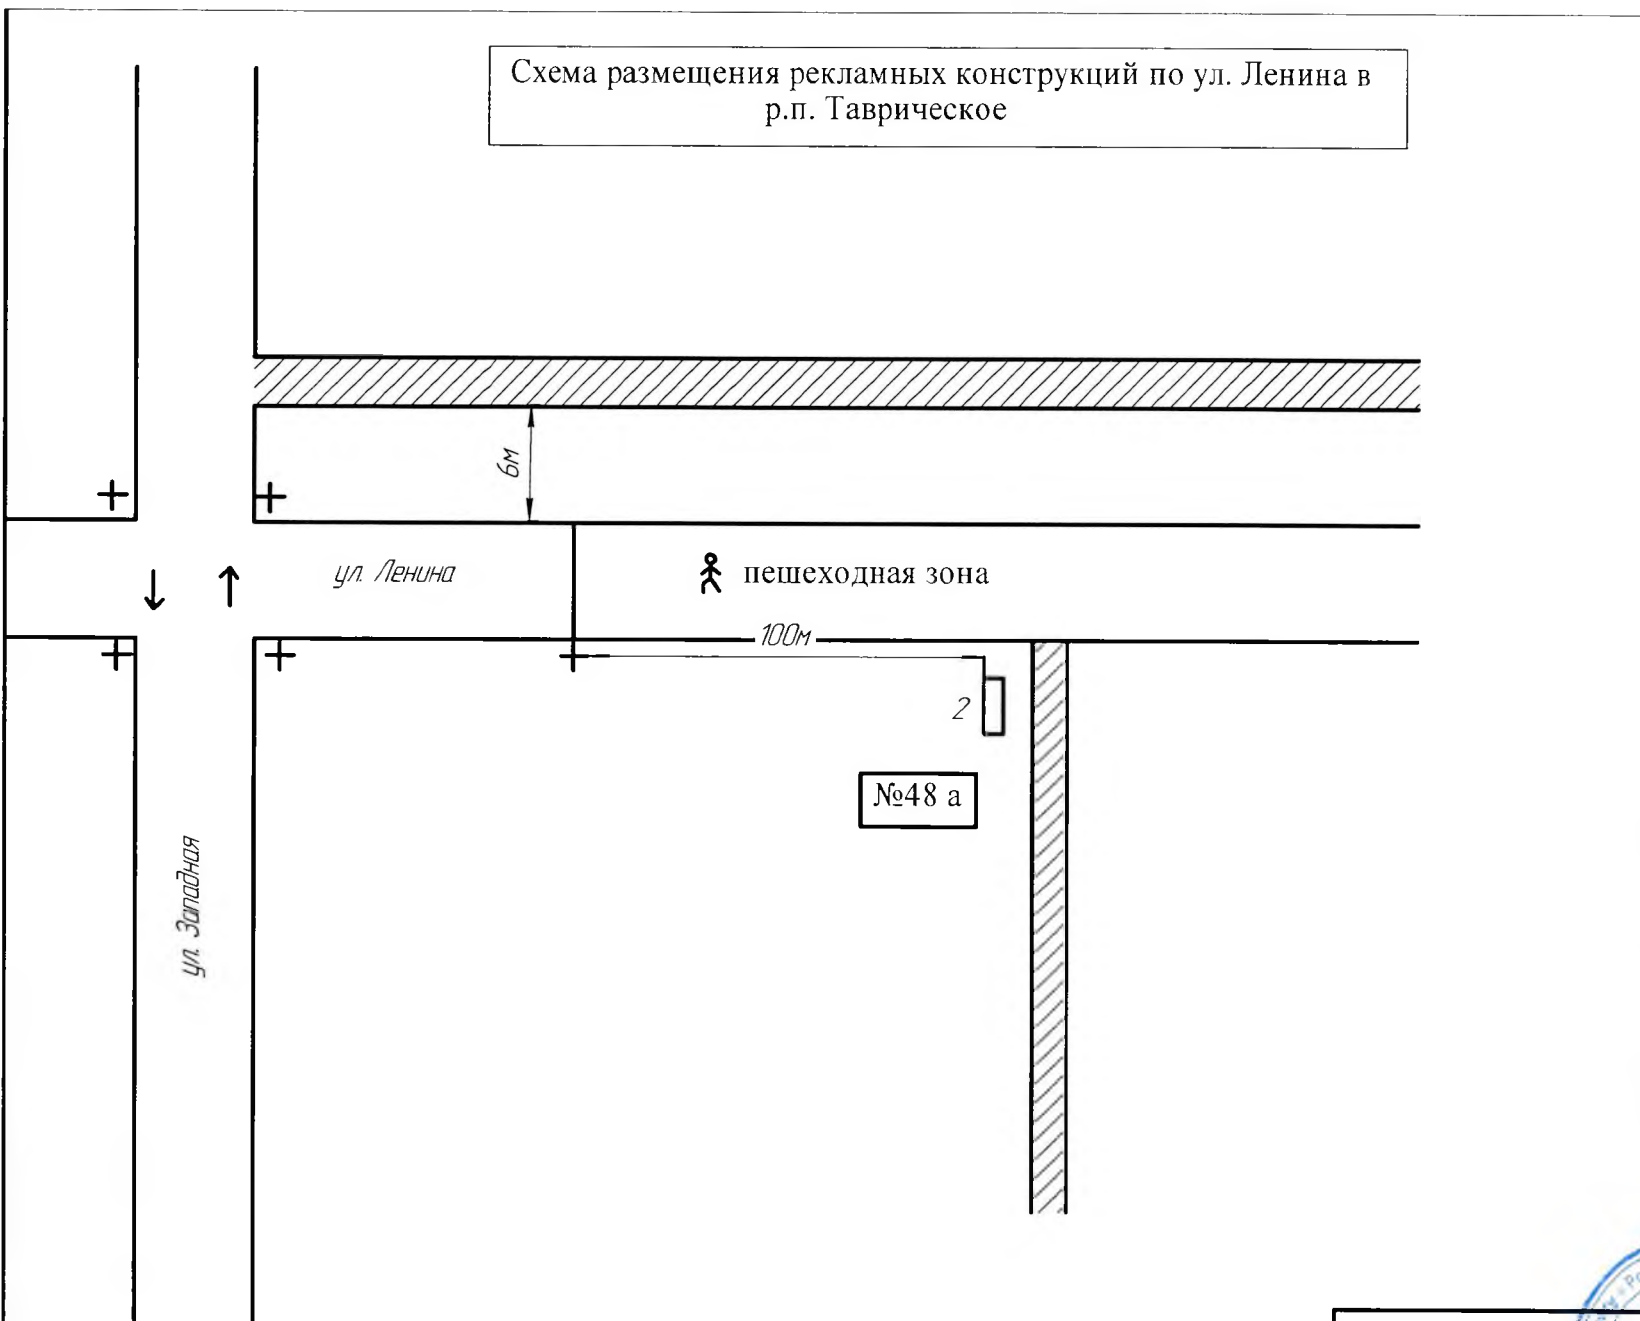 Схема размещения рекламных конструкций по ул. Ленина в
р.п. Таврическое
6м
ул. Ленина
пешеходная зона
100м
2
№48 а
ул. Западная